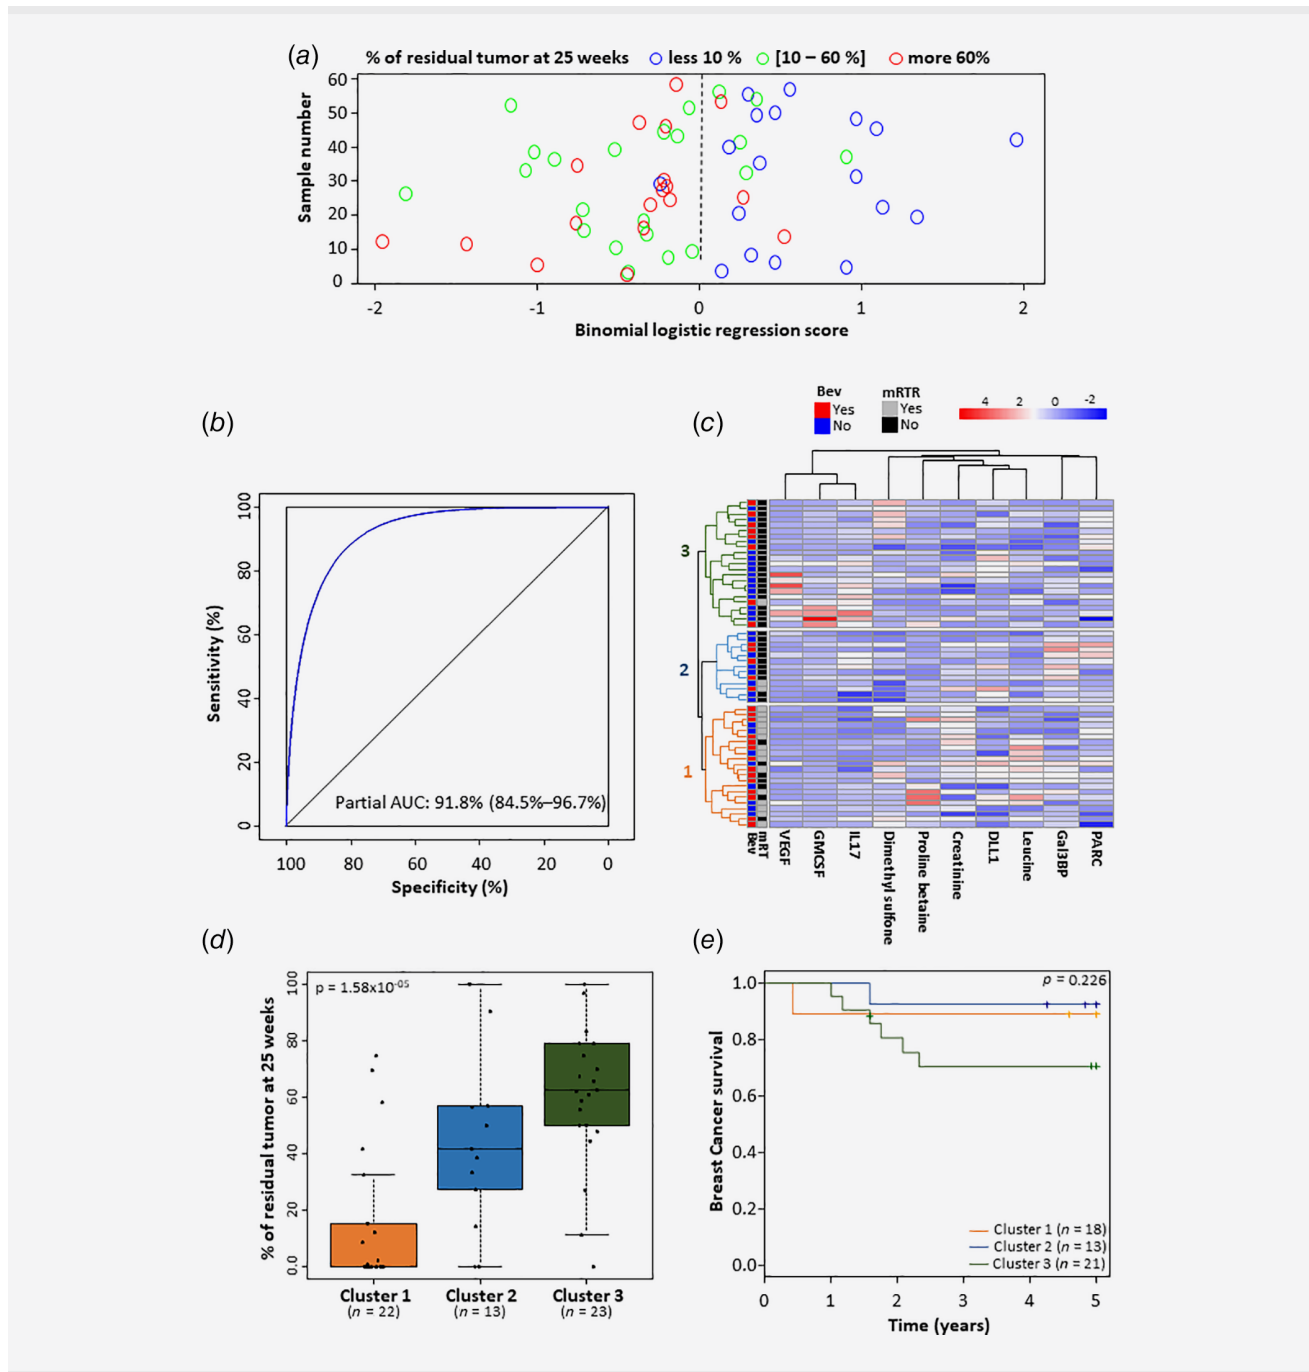 (a)
% of residual tumor at 25 weeks less 10 % [10 – 60 %] more 60%
Sample number
60
50
40
30
20
10
0
-2 -1 0 1 2
Binomial logistic regression score
(b)
Sensitivity (%)
100
80
60
40
20
0
Partial AUC: 91.8% (84.5%–96.7%)
100 80 60 40 20 0
Specificity (%)
(c)
Bev
Yes
No
mRTR
Yes
No
4 2 0 -2
3
2
1
Bev
mRT
VEGF
GMCSF
IL17
Dimethyl sulfone
Proline betaine
Creatinine
DLL1
Leucine
Gal3BP
PARC
(d)
% of residual tumor at 25 weeks
p = 1.58x10⁻⁰⁵
100
80
60
40
20
0.0
Cluster 1 Cluster 2 Cluster 3
(n = 22) (n = 13) (n = 23)
(e)
Breast Cancer survival
p = 0.226
1.0
0.8
0.6
0.4
0.2
0.0
Cluster 1 (n = 18)
Cluster 2 (n = 13)
Cluster 3 (n = 21)
0 1 2 3 4 5
Time (years)